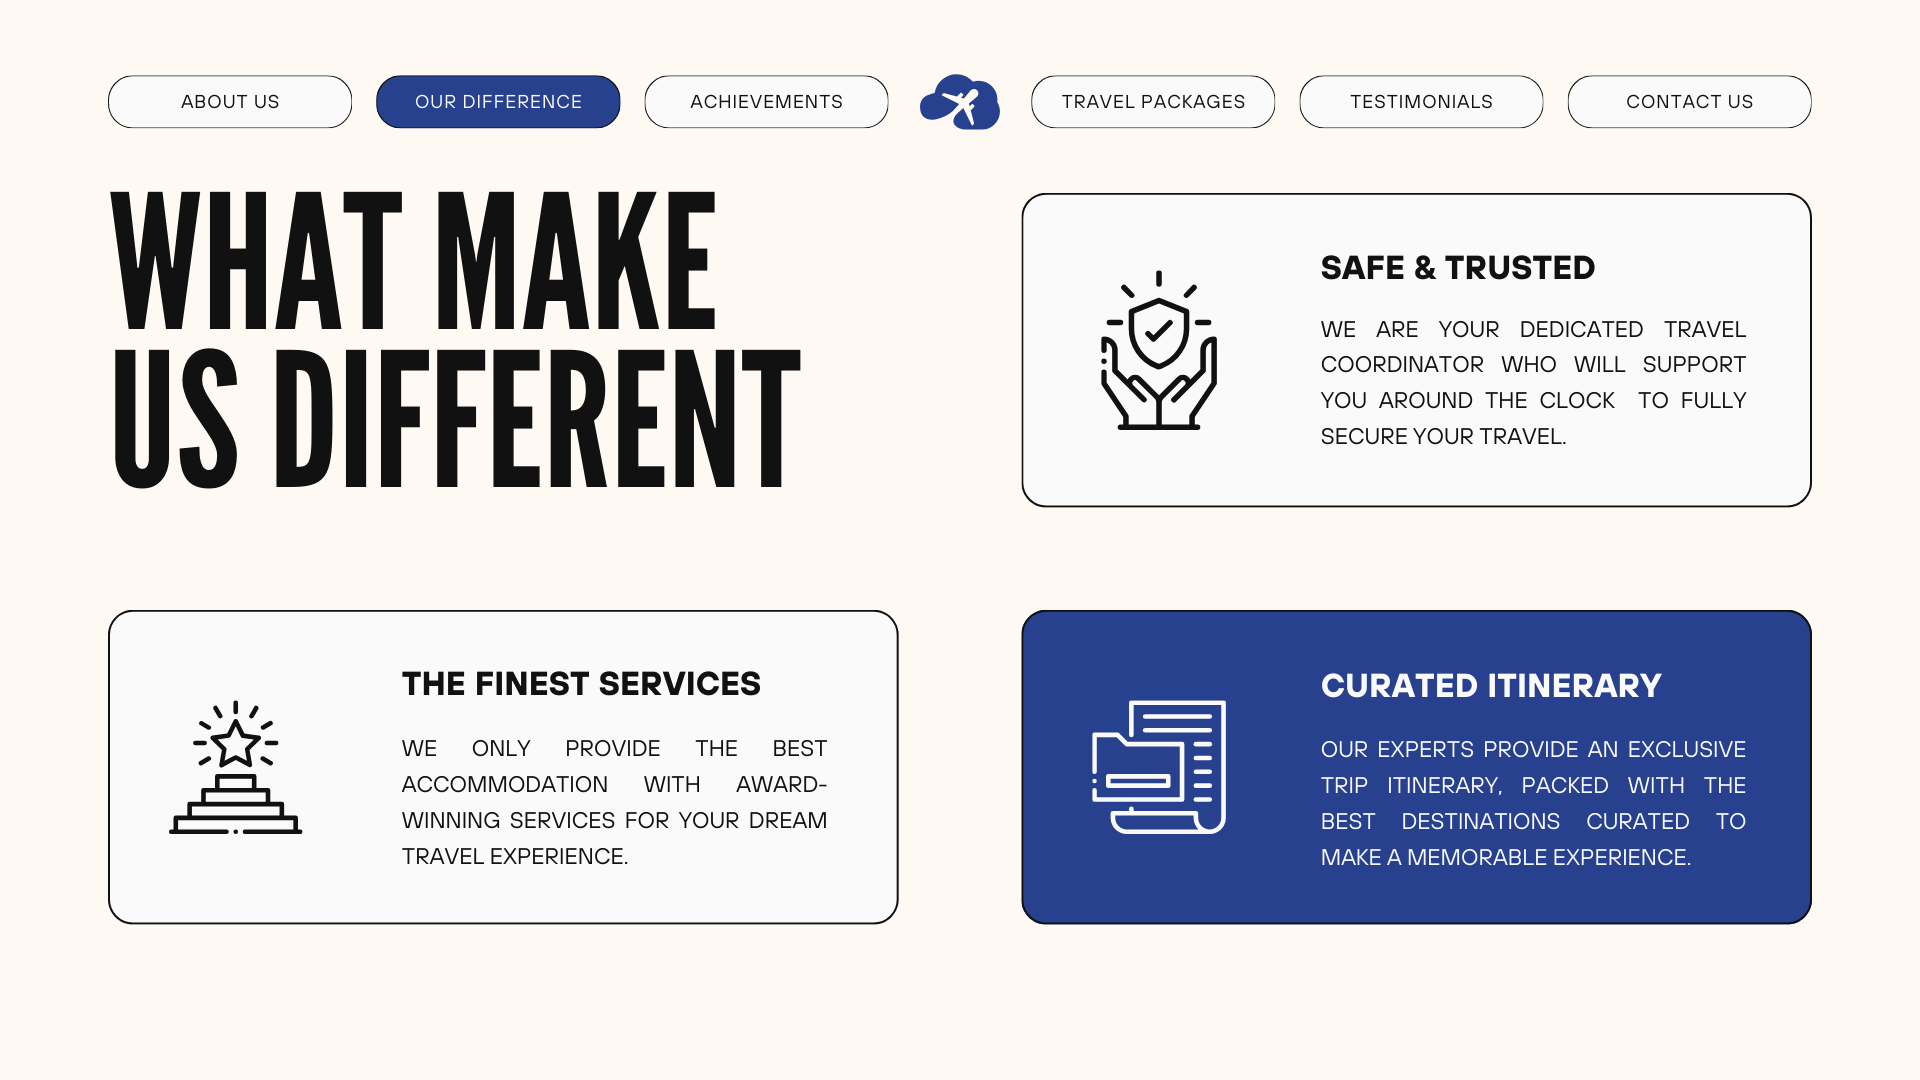 ABOUT US
OUR DIFFERENCE
ACHIEVEMENTS
TRAVEL PACKAGES
TESTIMONIALS
CONTACT US
WHAT MAKE
US DIFFERENT
SAFE & TRUSTED
WE ARE YOUR DEDICATED TRAVEL
COORDINATOR WHO WILL SUPPORT
YOU AROUND THE CLOCK TO FULLY
SECURE YOUR TRAVEL.
THE FINEST SERVICES
WE ONLY PROVIDE THE BEST
ACCOMMODATION WITH AWARD-
WINNING SERVICES FOR YOUR DREAM
TRAVEL EXPERIENCE.
CURATED ITINERARY
OUR EXPERTS PROVIDE AN EXCLUSIVE
TRIP ITINERARY, PACKED WITH THE
BEST DESTINATIONS CURATED TO
MAKE A MEMORABLE EXPERIENCE.